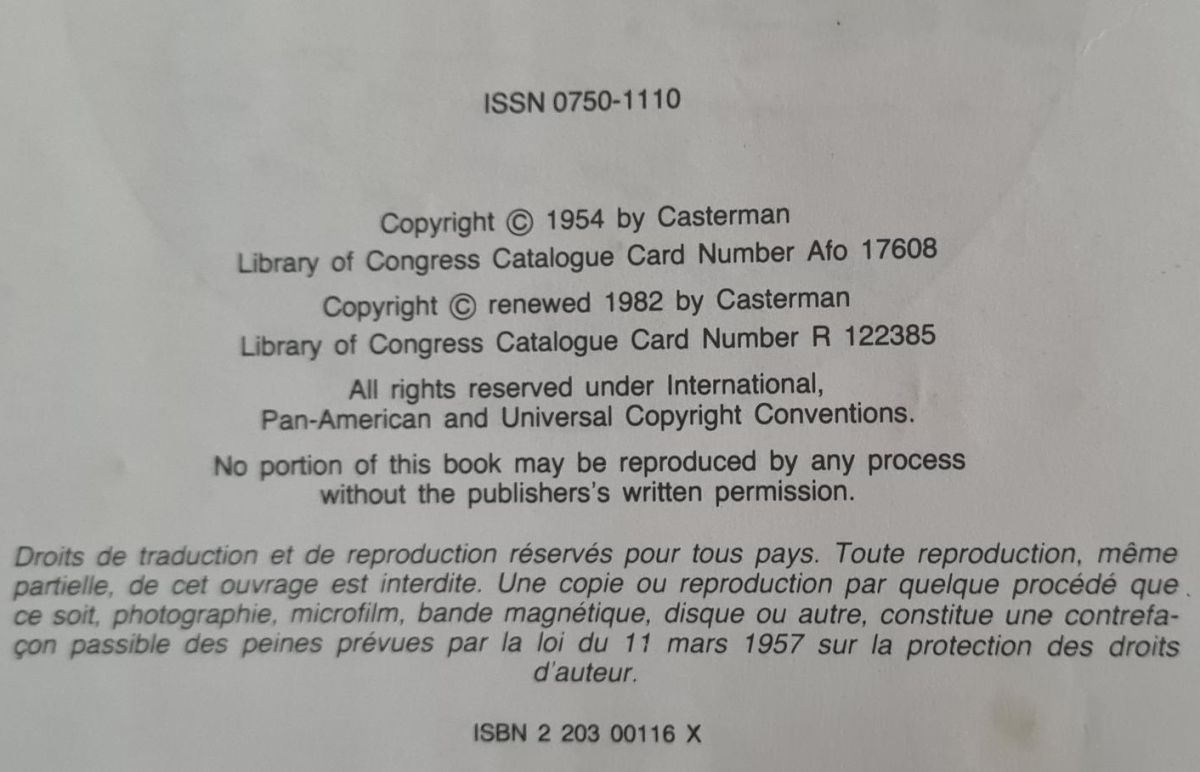 ISSN 0750-1110
Copyright © 1954 by Casterman
Library of Congress Catalogue Card Number Afo 17608
Copyright © renewed 1982 by Casterman
Library of Congress Catalogue Card Number R 122385
All rights reserved under International,
Pan-American and Universal Copyright Conventions.
No portion of this book may be reproduced by any process
without the publishers's written permission.
Droits de traduction et de reproduction réservés pour tous pays. Toute reproduction, même
partielle, de cet ouvrage est interdite. Une copie ou reproduction par quelque procédé que
ce soit, photographie, microfilm, bande magnétique, disque ou autre, constitue une contrefa-
çon passible des peines prévues par la loi du 11 mars 1957 sur la protection des droits
d'auteur.
ISBN 2 203 00116 X